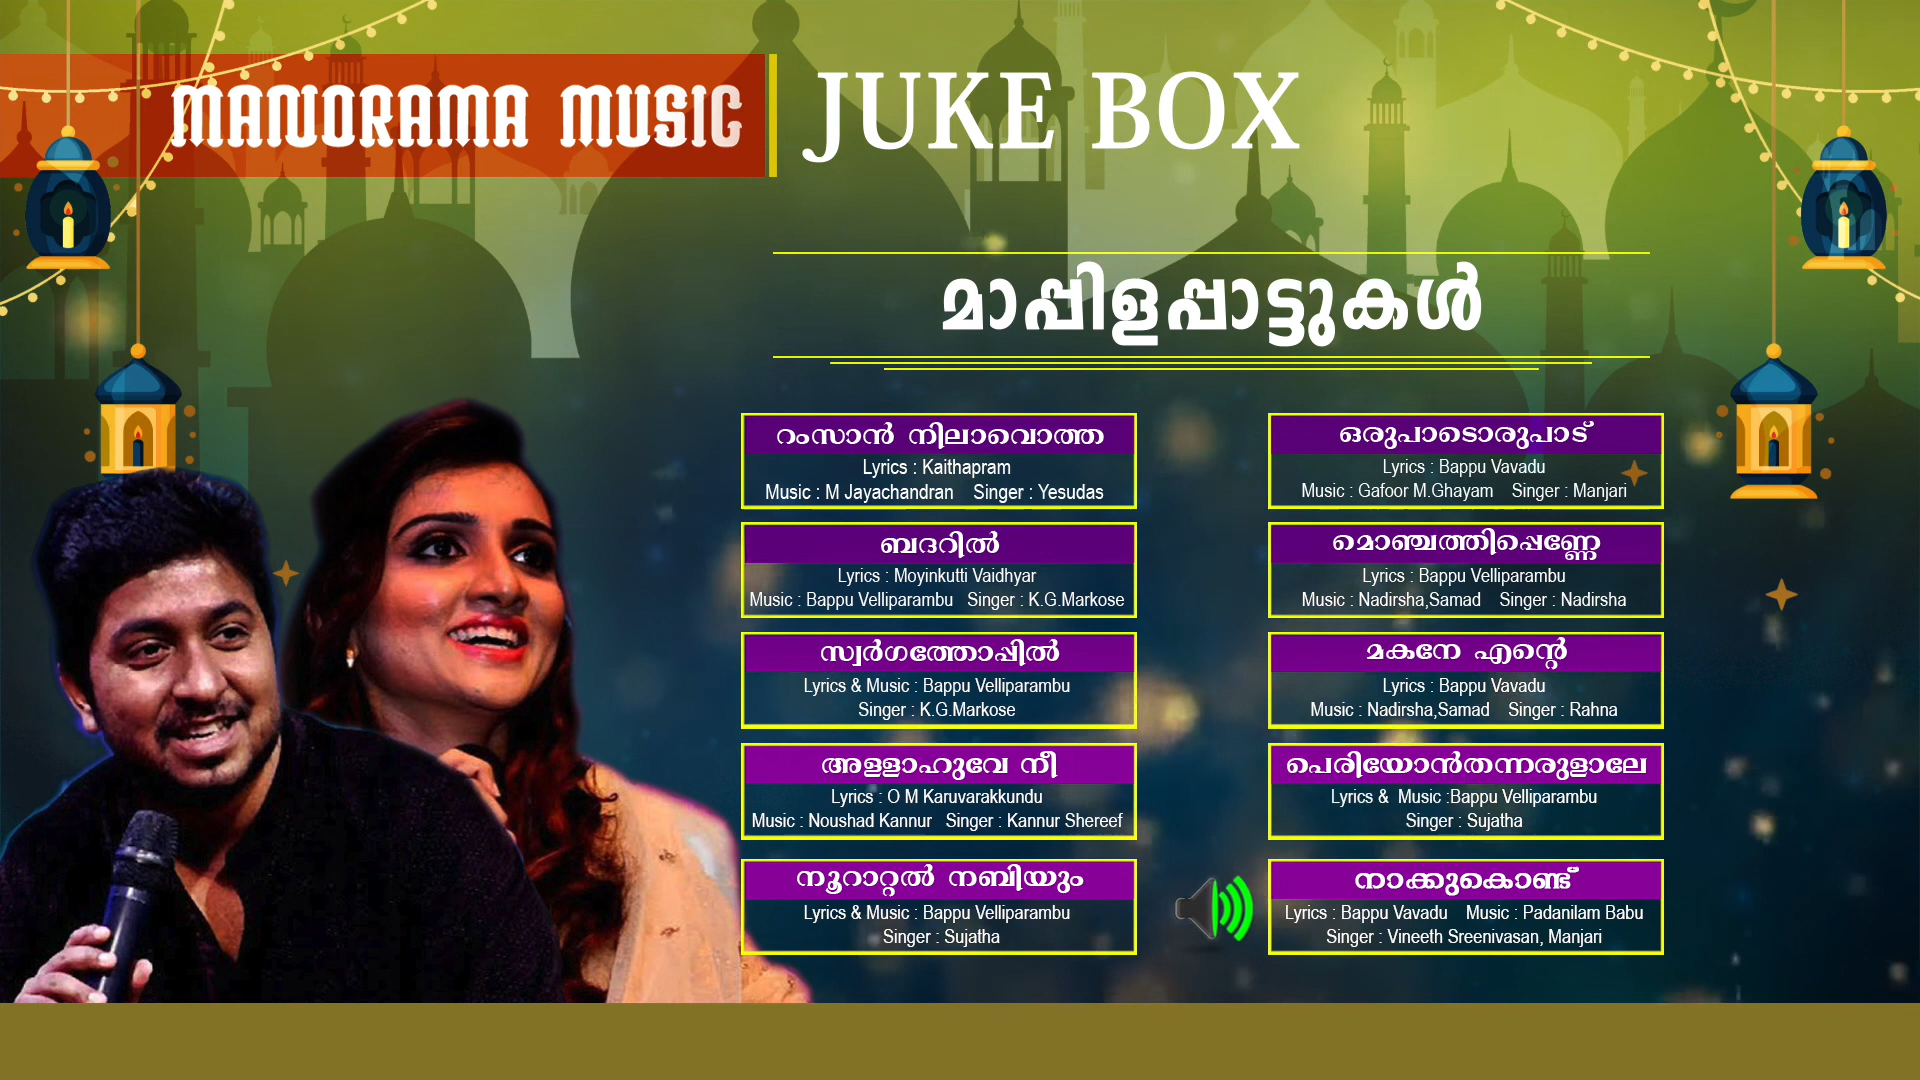 MANORAMA MUSIC
JUKE BOX
മാപ്പിളപ്പാട്ടുകൾ
റംസാൻ നിലാവൊത്ത
Lyrics : Kaithapram
Music : M Jayachandran Singer : Yesudas
ബദറിൽ
Lyrics : Moyinkutti Vaidhyar
Music : Bappu Velliparambu Singer : K.G.Markose
സ്വർഗത്തോപ്പിൽ
Lyrics & Music : Bappu Velliparambu
Singer : K.G.Markose
അള്ളാഹുവേ നീ
Lyrics : O M Karuvarakkundu
Music : Noushad Kannur Singer : Kannur Shereef
നൂറാറ്റൽ നബിയും
Lyrics & Music : Bappu Velliparambu
Singer : Sujatha
ഒരുപാടൊരുപാട്
Lyrics : Bappu Vavadu
Music : Gafoor M.Ghayam Singer : Manjari
മൊഞ്ചത്തിപ്പെണ്ണേ
Lyrics : Bappu Velliparambu
Music : Nadirsha,Samad Singer : Nadirsha
മകനേ എന്റെ
Lyrics : Bappu Vavadu
Music : Nadirsha,Samad Singer : Rahna
പെരിയോൻതന്നരുളാലേ
Lyrics & Music :Bappu Velliparambu
Singer : Sujatha
നാക്കുകൊണ്ട്
Lyrics : Bappu Vavadu Music : Padanilam Babu
Singer : Vineeth Sreenivasan, Manjari